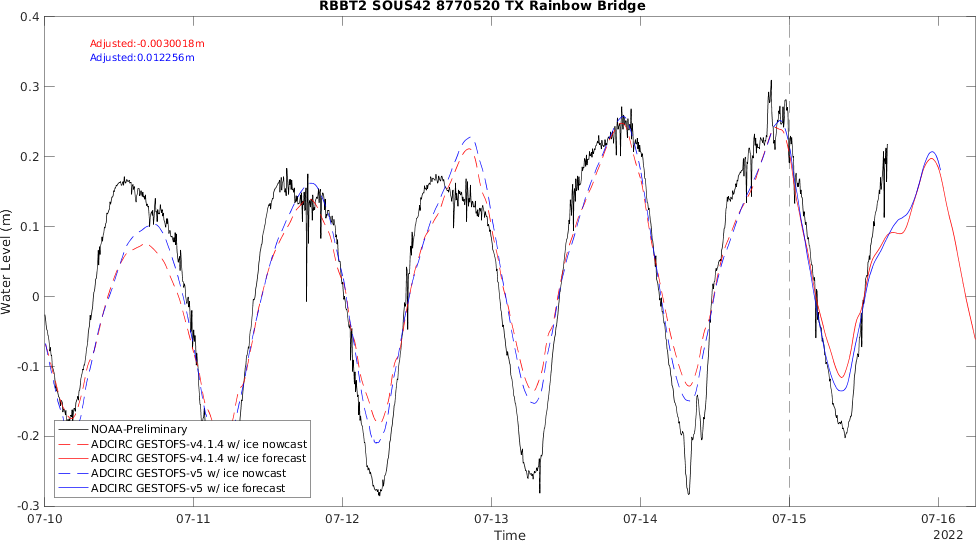 RBBT2 SOUS42 8770520 TX Rainbow Bridge
Adjusted:-0.0030018m
Adjusted:0.012256m
0.4
0.3
0.2
0.1
0
-0.1
-0.2
-0.3
Water Level (m)
NOAA-Preliminary
ADCIRC GESTOFS-v4.1.4 w/ ice nowcast
ADCIRC GESTOFS-v4.1.4 w/ ice forecast
ADCIRC GESTOFS-v5 w/ ice nowcast
ADCIRC GESTOFS-v5 w/ ice forecast
07-10 07-11 07-12 07-13 07-14 07-15 07-16
Time
2022